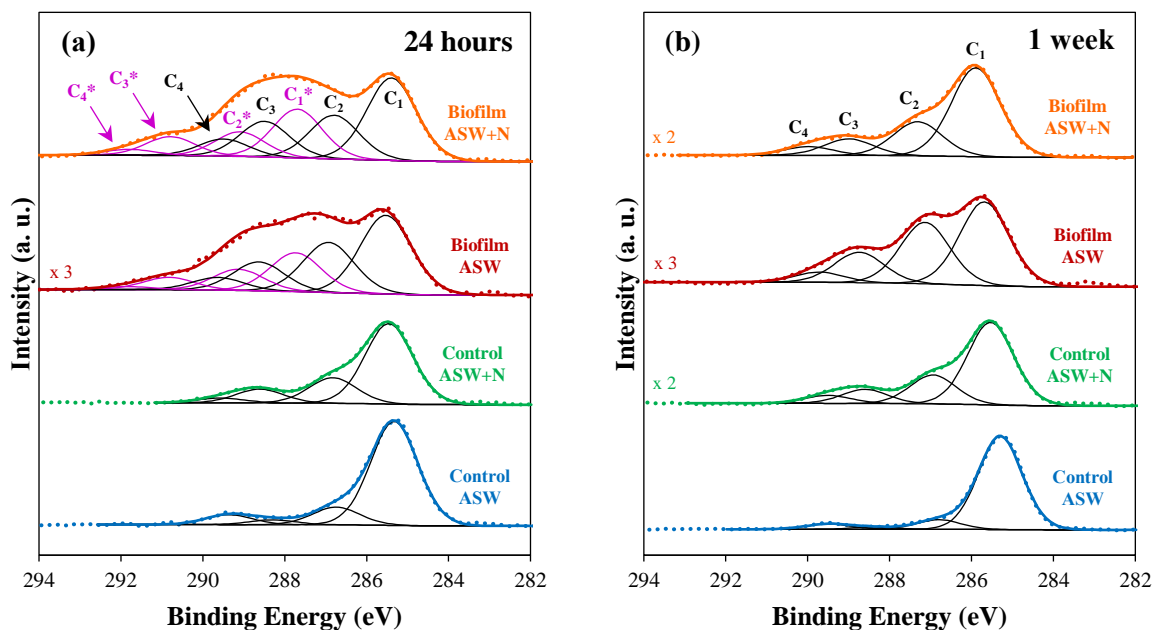 (a)
24 hours
C4*
C3*
C4
C2*
C3
C1*
C2
C1
Biofilm
ASW+N
x 3
Biofilm
ASW
Control
ASW+N
Control
ASW
Intensity (a. u.)
294 292 290 288 286 284 282
Binding Energy (eV)
(b)
1 week
C4
C3
C2
C1
x 2
Biofilm
ASW+N
x 3
Biofilm
ASW
x 2
Control
ASW+N
Control
ASW
Intensity (a. u.)
294 292 290 288 286 284 282
Binding Energy (eV)